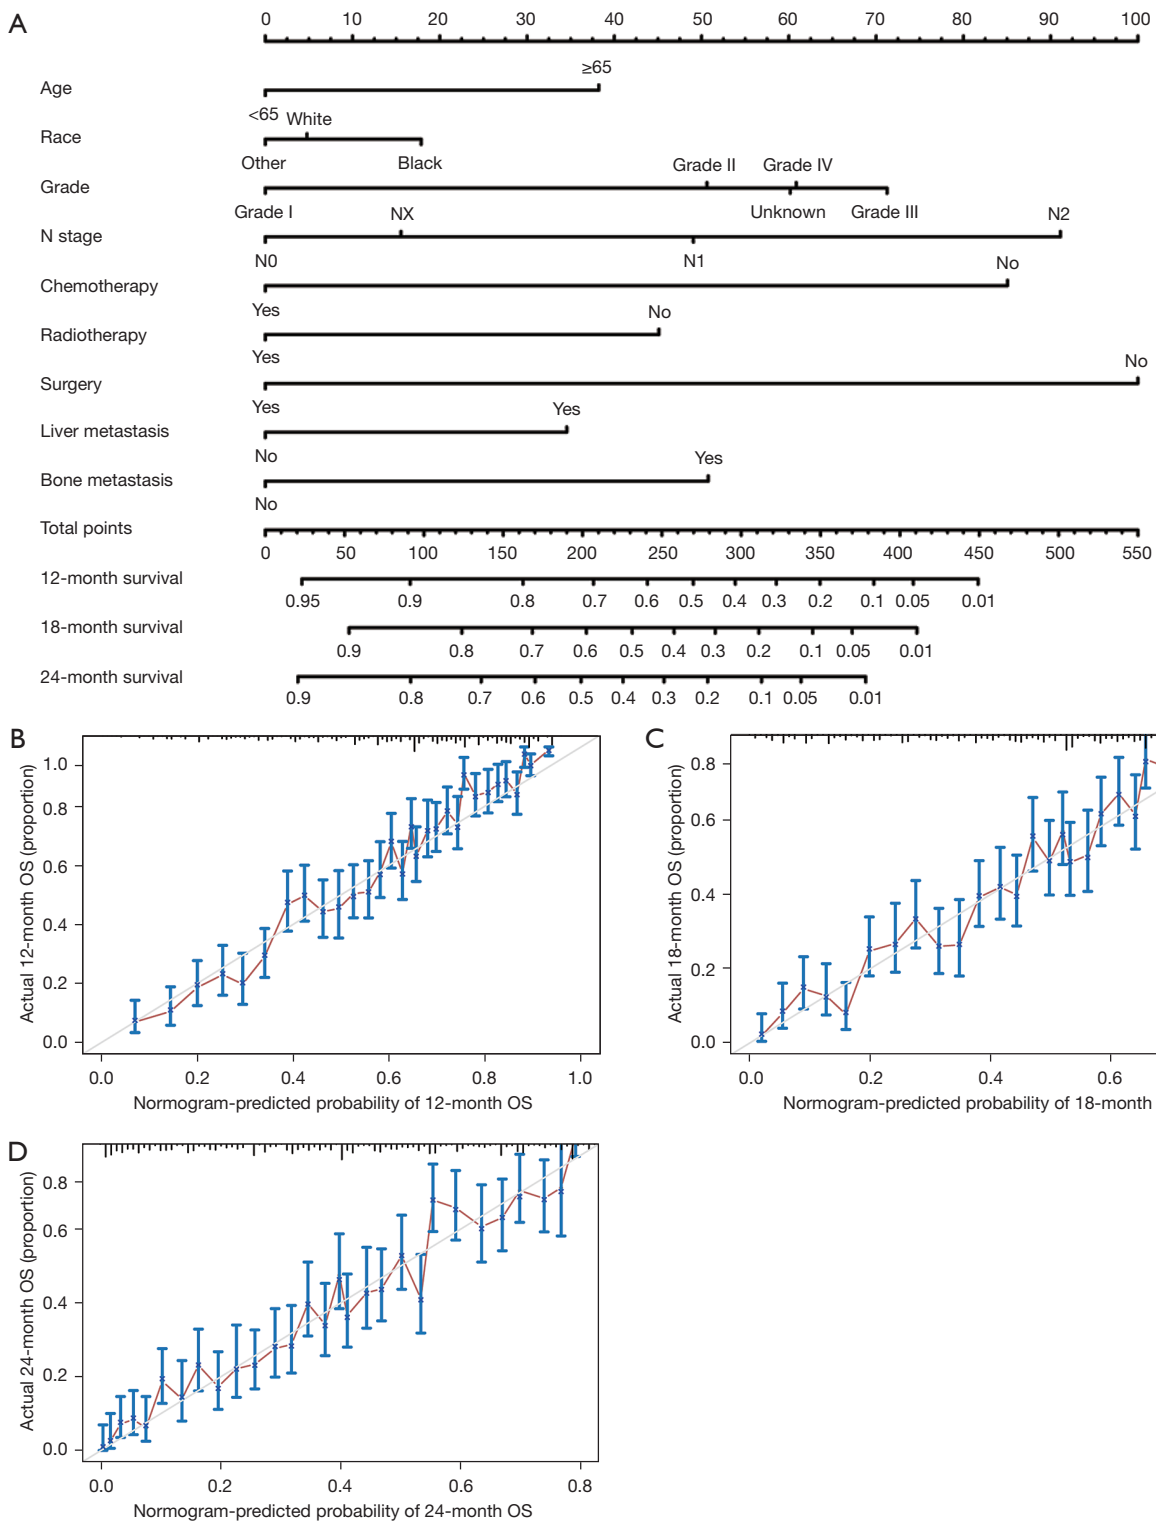 A
0 10 20 30 40 50 60 70 80 90 100
≥65
Age
<65 White
Race
Other Black Grade II Grade IV
Grade
Grade I NX Unknown Grade III N2
N stage
N0 N1 No
Chemotherapy
Yes No
Radiotherapy
Yes No
Surgery
Yes Yes
Liver metastasis
No Yes
Bone metastasis
No
Total points
0 50 100 150 200 250 300 350 400 450 500 550
12-month survival
0.95 0.9 0.8 0.7 0.6 0.5 0.4 0.3 0.2 0.1 0.05 0.01
18-month survival
0.9 0.8 0.7 0.6 0.5 0.4 0.3 0.2 0.1 0.05 0.01
24-month survival
0.9 0.8 0.7 0.6 0.5 0.4 0.3 0.2 0.1 0.05 0.01
B
Actual 12-month OS (proportion)
1.0
0.8
0.6
0.4
0.2
0.0
0.0 0.2 0.4 0.6 0.8 1.0
Normogram-predicted probability of 12-month OS
C
Actual 18-month OS (proportion)
0.8
0.6
0.4
0.2
0.0
0.0 0.2 0.4 0.6
Normogram-predicted probability of 18-month
D
Actual 24-month OS (proportion)
0.8
0.6
0.4
0.2
0.0
0.0 0.2 0.4 0.6 0.8
Normogram-predicted probability of 24-month OS